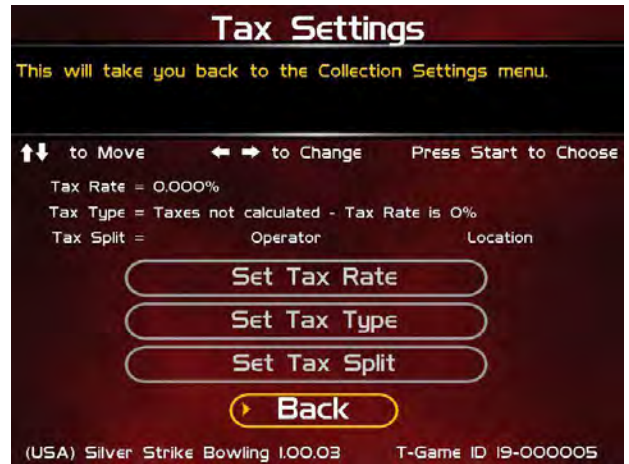 Tax Settings
This will take you back to the Collection Settings menu.
to Move to Change Press Start to Choose
Tax Rate = 0.000%
Tax Type = Taxes not calculated - Tax Rate is 0%
Tax Split = Operator Location
Set Tax Rate
Set Tax Type
Set Tax Split
Back
(USA) Silver Strike Bowling 1.00.03 T-Game ID 19-000005